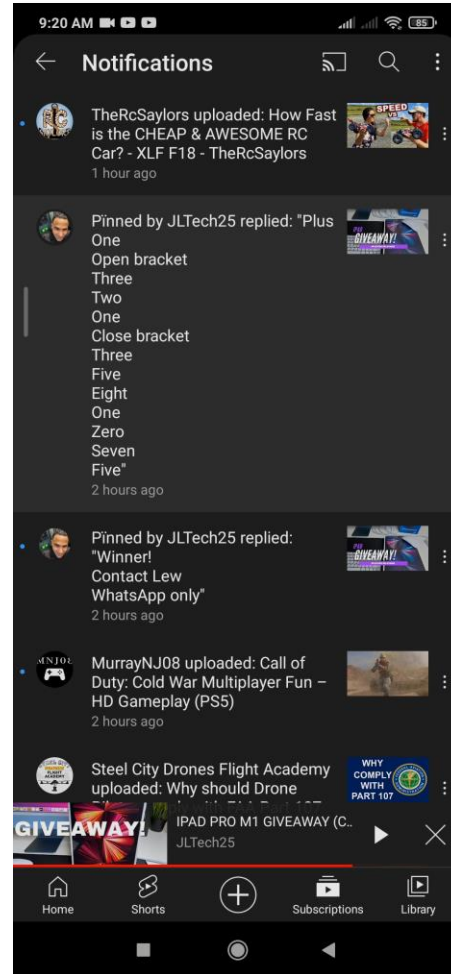 9:20 AM
85
Notifications
TheRcSaylors uploaded: How Fast
is the CHEAP & AWESOME RC
Car? - XLF F18 - TheRcSaylors
1 hour ago
SPEED
VS
Pïnned by JLTech25 replied: "Plus
One
Open bracket
Three
Two
One
Close bracket
Three
Five
Eight
One
Zero
Seven
Five"
2 hours ago
GIVEAWAY!
Pïnned by JLTech25 replied:
"Winner!
Contact Lew
WhatsApp only"
2 hours ago
GIVEAWAY!
MNJ08
MurrayNJ08 uploaded: Call of
Duty: Cold War Multiplayer Fun –
HD Gameplay (PS5)
2 hours ago
Steel City Drones Flight Academy
uploaded: Why should Drone
WHY
COMPLY
WITH
PART 107
GIVEAWAY!
IPAD PRO M1 GIVEAWAY (C..
JLTech25
Home
Shorts
Subscriptions
Library